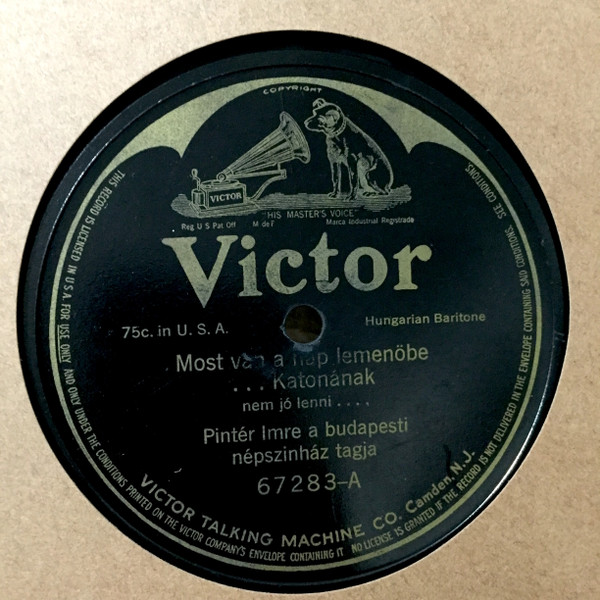 COPYRIGHT
VICTOR
"HIS MASTER'S VOICE"
Reg U S Pat Off M de F Marca Industrial Registrada
Victor
75c. in U. S. A. Hungarian Baritone
Most van a nap lemenöbe
. . . Katonának
nem jó lenni . . . .
Pintér Imre a budapesti
népszinház tagja
67283-A
VICTOR TALKING MACHINE CO. Camden, N.J.
THIS RECORD IS LICENSED IN U.S.A. FOR USE ONLY AND ONLY UNDER THE CONDITIONS PRINTED ON THE VICTOR COMPANY'S ENVELOPE CONTAINING IT NO LICENSE IS GRANTED IF THE RECORD IS NOT DELIVERED IN THE ENVELOPE CONTAINING SAID CONDITIONS. SEE CONDITIONS.